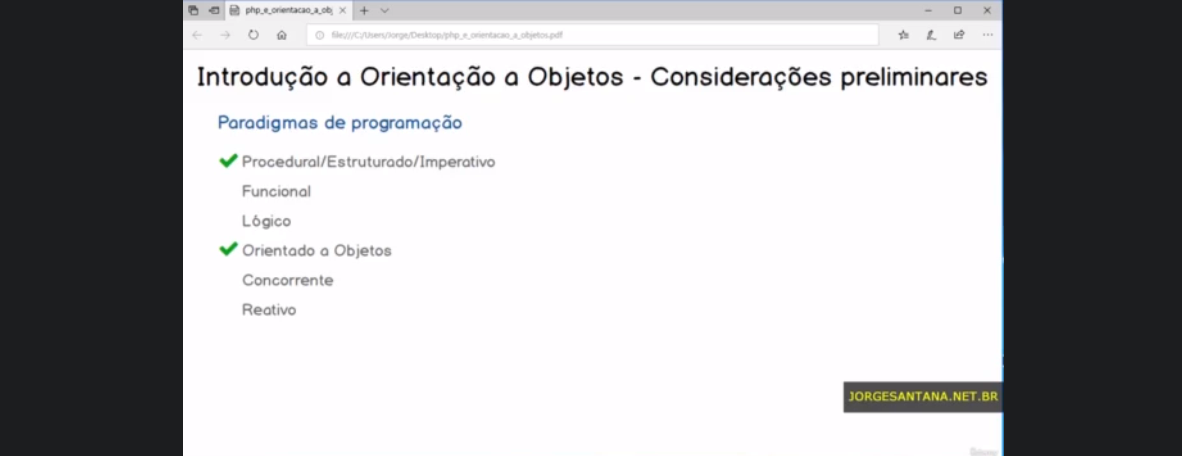 php_e_orientacao_a_obj
file:///C:/Users/Jorge/Desktop/php_e_orientacao_a_objetos.pdf
Introdução a Orientação a Objetos - Considerações preliminares
Paradigmas de programação
Procedural/Estruturado/Imperativo
Funcional
Lógico
Orientado a Objetos
Concorrente
Reativo
JORGESANTANA.NET.BR